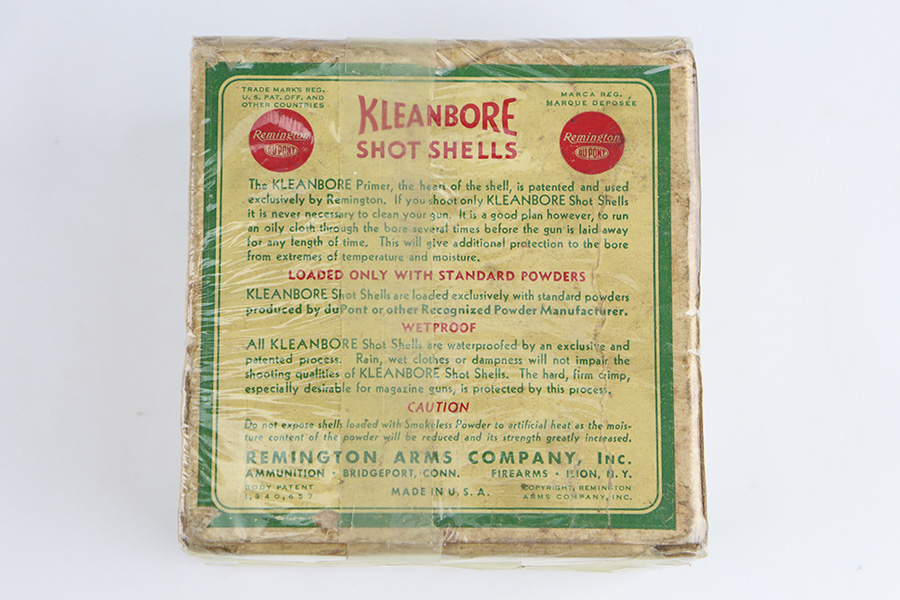 TRADE MARKS REG.
U. S. PAT. OFF. AND
OTHER COUNTRIES
KLEANBORE
SHOT SHELLS
MARCA REG.
MARQUE DEPOSÉE
Remington
DU PONT
Remington
DU PONT
The KLEANBORE Primer, the heart of the shell, is patented and used
exclusively by Remington. If you shoot only KLEANBORE Shot Shells
it is never necessary to clean your gun. It is a good plan however, to run
an oily cloth through the bore several times before the gun is laid away
for any length of time. This will give additional protection to the bore
from extremes of temperature and moisture.
LOADED ONLY WITH STANDARD POWDERS
KLEANBORE Shot Shells are loaded exclusively with standard powders
produced by duPont or other Recognized Powder Manufacturer.
WETPROOF
All KLEANBORE Shot Shells are waterproofed by an exclusive and
patented process. Rain, wet clothes or dampness will not impair the
shooting qualities of KLEANBORE Shot Shells. The hard, firm crimp,
especially desirable for magazine guns, is protected by this process.
CAUTION
Do not expose shells loaded with Smokeless Powder to artificial heat as the mois-
ture content of the powder will be reduced and its strength greatly increased.
REMINGTON ARMS COMPANY, INC.
AMMUNITION • BRIDGEPORT, CONN. FIREARMS • ILION, N. Y.
BODY PATENT
1,840,657
MADE IN U. S. A.
COPYRIGHT, REMINGTON
ARMS COMPANY, INC.